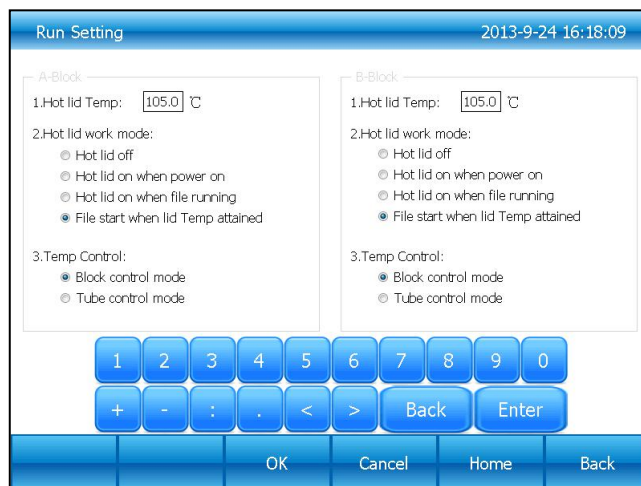 Run Setting 2013-9-24 16:18:09
A-Block
1.Hot lid Temp: 105.0 ℃
2.Hot lid work mode:
Hot lid off
Hot lid on when power on
Hot lid on when file running
File start when lid Temp attained
3.Temp Control:
Block control mode
Tube control mode
B-Block
1.Hot lid Temp: 105.0 ℃
2.Hot lid work mode:
Hot lid off
Hot lid on when power on
Hot lid on when file running
File start when lid Temp attained
3.Temp Control:
Block control mode
Tube control mode
1 2 3 4 5 6 7 8 9 0
+ - : . < > Back Enter
OK Cancel Home Back